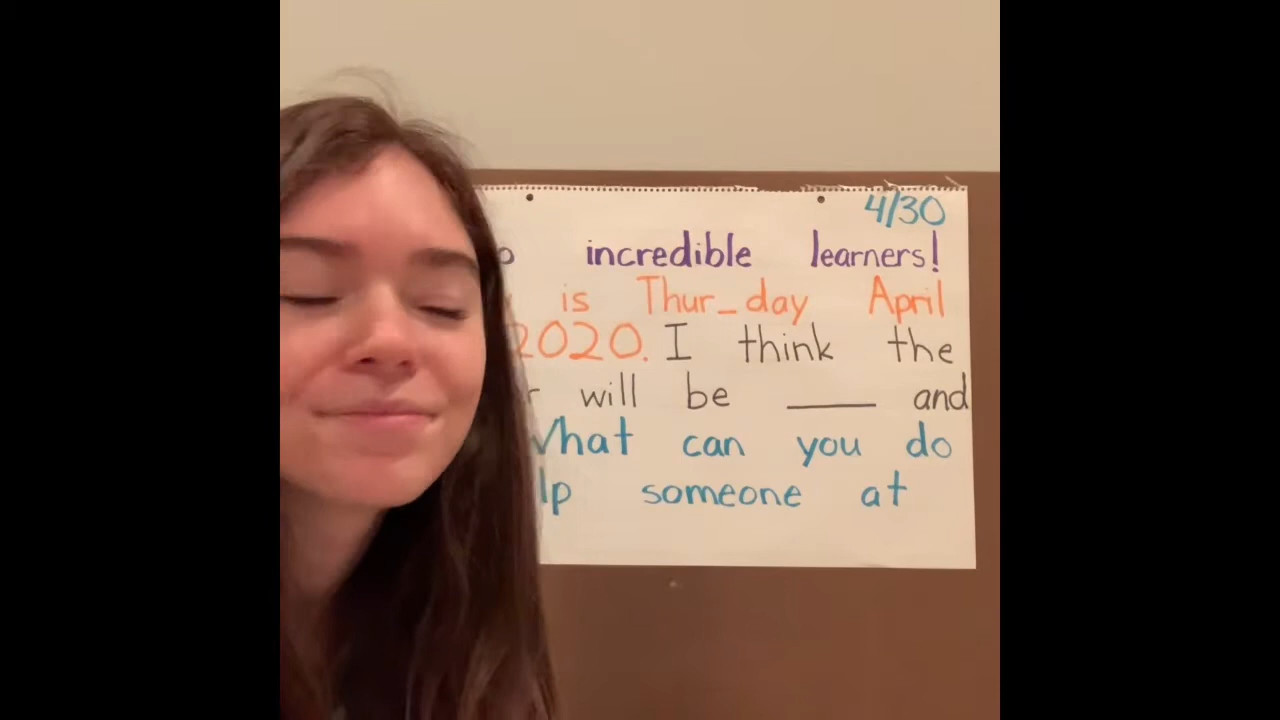 4/30
incredible learners!
is Thur_day April
2020. I think the
will be ____ and
What can you do
someone at